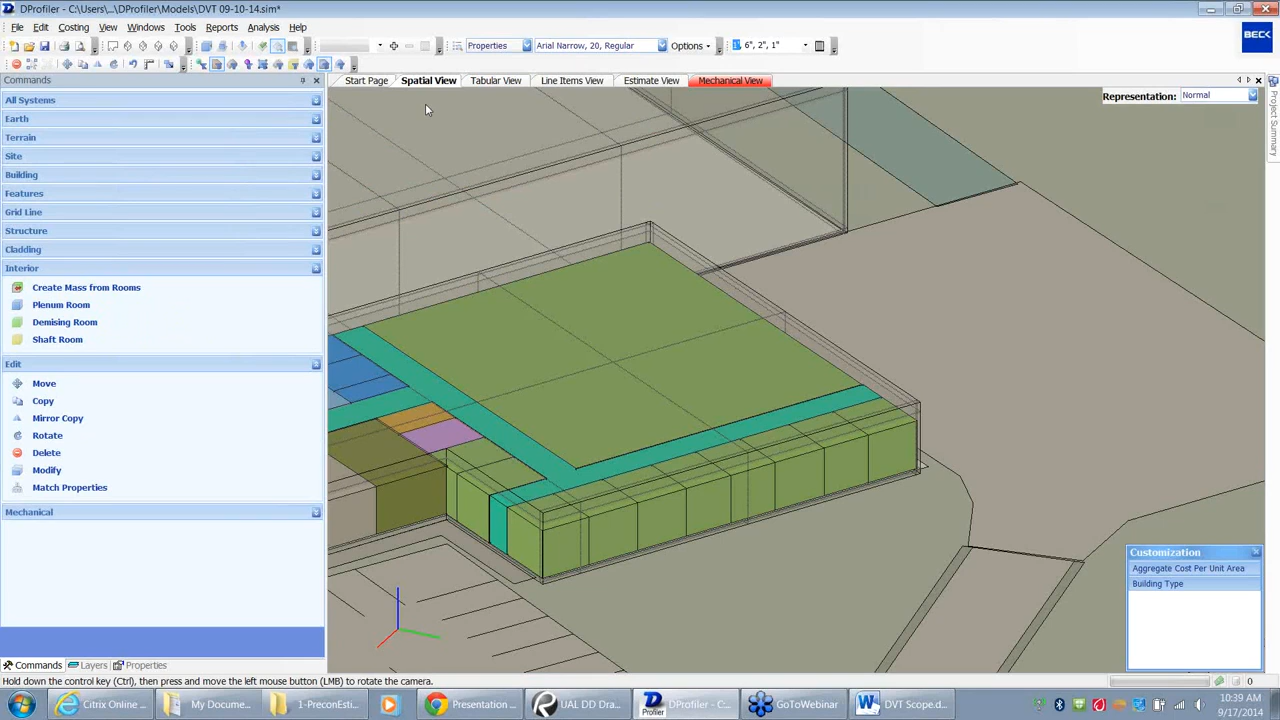 DProfiler - C:\Users\...\DProfiler\Models\DVT 09-10-14.sim*
File Edit Costing View Windows Tools Reports Analysis
Properties Arial Narrow, 20, Regular Options 6", 2", 1"
BECK
Commands
Start Page Spatial View Tabular View Line Items View Estimate View Mechanical View
Representation: Normal
Project Summary
All Systems
Earth
Terrain
Site
Building
Features
Grid Line
Structure
Cladding
Interior
Create Mass from Rooms
Plenum Room
Demising Room
Shaft Room
Edit
Move
Copy
Mirror Copy
Rotate
Delete
Modify
Match Properties
Mechanical
Customization
Aggregate Cost Per Unit Area
Building Type
Commands Layers Properties
Hold down the control key (Ctrl), then press and move the left mouse button (LMB) to rotate the camera.
0
Citrix Online ... My Docume... 1-PreconEsti... Presentation ... UAL DD Dra... DProfiler - C:... GoToWebinar DVT Scope.d...
10:39 AM
9/17/2014